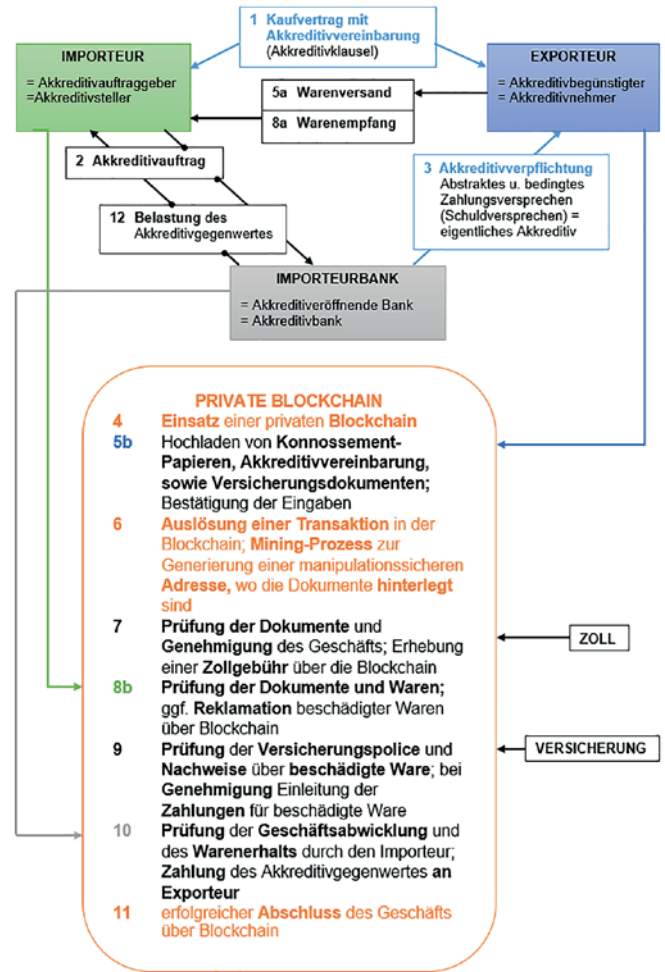 1 Kaufvertrag mit
Akkreditivvereinbarung
(Akkreditivklausel)
IMPORTEUR
= Akkreditivauftraggeber
=Akkreditivsteller
EXPORTEUR
= Akkreditivbegünstigter
= Akkreditivnehmer
5a Warenversand
8a Warenempfang
2 Akkreditivauftrag
3 Akkreditivverpflichtung
Abstraktes u. bedingtes
Zahlungsversprechen
(Schuldversprechen) =
eigentliches Akkreditiv
12 Belastung des
Akkreditivgegenwertes
IMPORTEURBANK
= Akkreditiveröffnende Bank
= Akkreditivbank
PRIVATE BLOCKCHAIN
4 Einsatz einer privaten Blockchain
5b Hochladen von Konnossement-
Papieren, Akkreditivvereinbarung,
sowie Versicherungsdokumenten;
Bestätigung der Eingaben
6 Auslösung einer Transaktion in der
Blockchain; Mining-Prozess zur
Generierung einer manipulationssicheren
Adresse, wo die Dokumente hinterlegt
sind
7 Prüfung der Dokumente und
Genehmigung des Geschäfts; Erhebung
einer Zollgebühr über die Blockchain
ZOLL
8b Prüfung der Dokumente und Waren;
ggf. Reklamation beschädigter Waren
über Blockchain
9 Prüfung der Versicherungspolice und
Nachweise über beschädigte Ware; bei
Genehmigung Einleitung der
Zahlungen für beschädigte Ware
VERSICHERUNG
10 Prüfung der Geschäftsabwicklung und
des Warenerhalts durch den Importeur;
Zahlung des Akkreditivgegenwertes an
Exporteur
11 erfolgreicher Abschluss des Geschäfts
über Blockchain